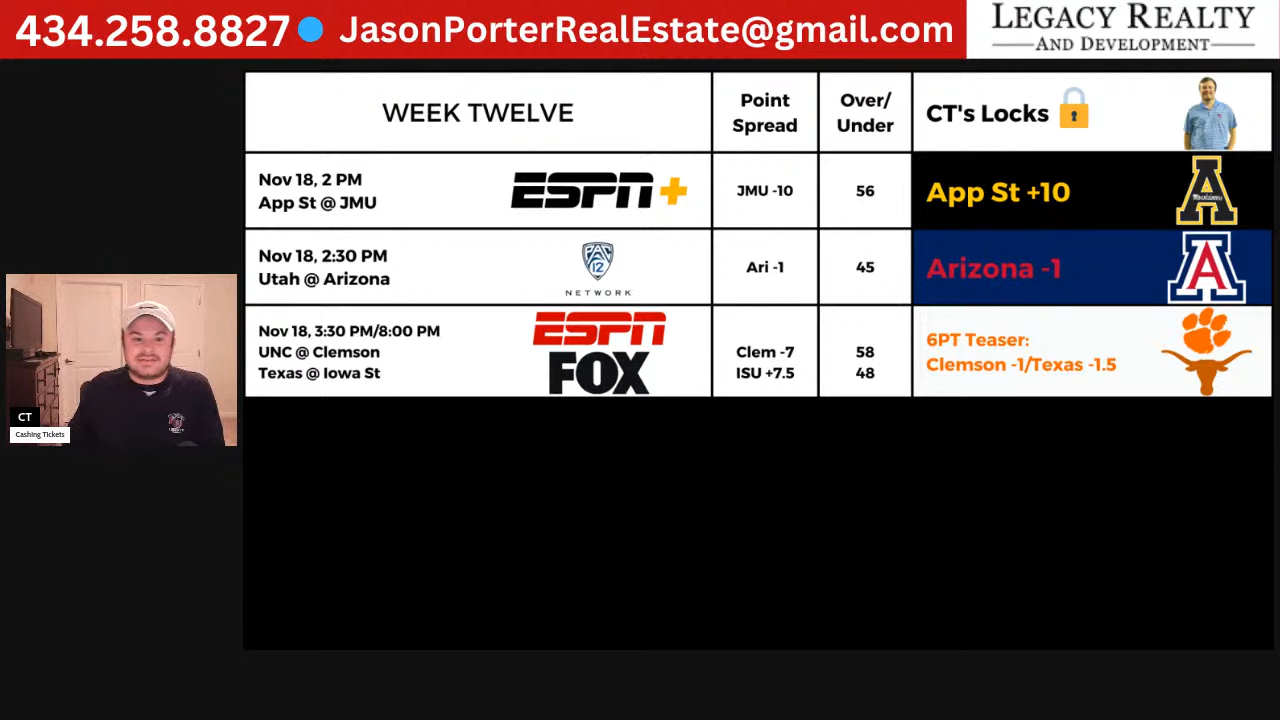 434.258.8827 JasonPorterRealEstate@gmail.com
LEGACY REALTY
AND DEVELOPMENT
WEEK TWELVE
Point
Spread
Over/
Under
CT's Locks
Nov 18, 2 PM
App St @ JMU
ESPN+
JMU -10
56
App St +10
A
Nov 18, 2:30 PM
Utah @ Arizona
PAC
12
NETWORK
Ari -1
45
Arizona -1
A
Nov 18, 3:30 PM/8:00 PM
UNC @ Clemson
Texas @ Iowa St
ESPN
FOX
Clem -7
ISU +7.5
58
48
6PT Teaser:
Clemson -1/Texas -1.5
CT
Cashing Tickets